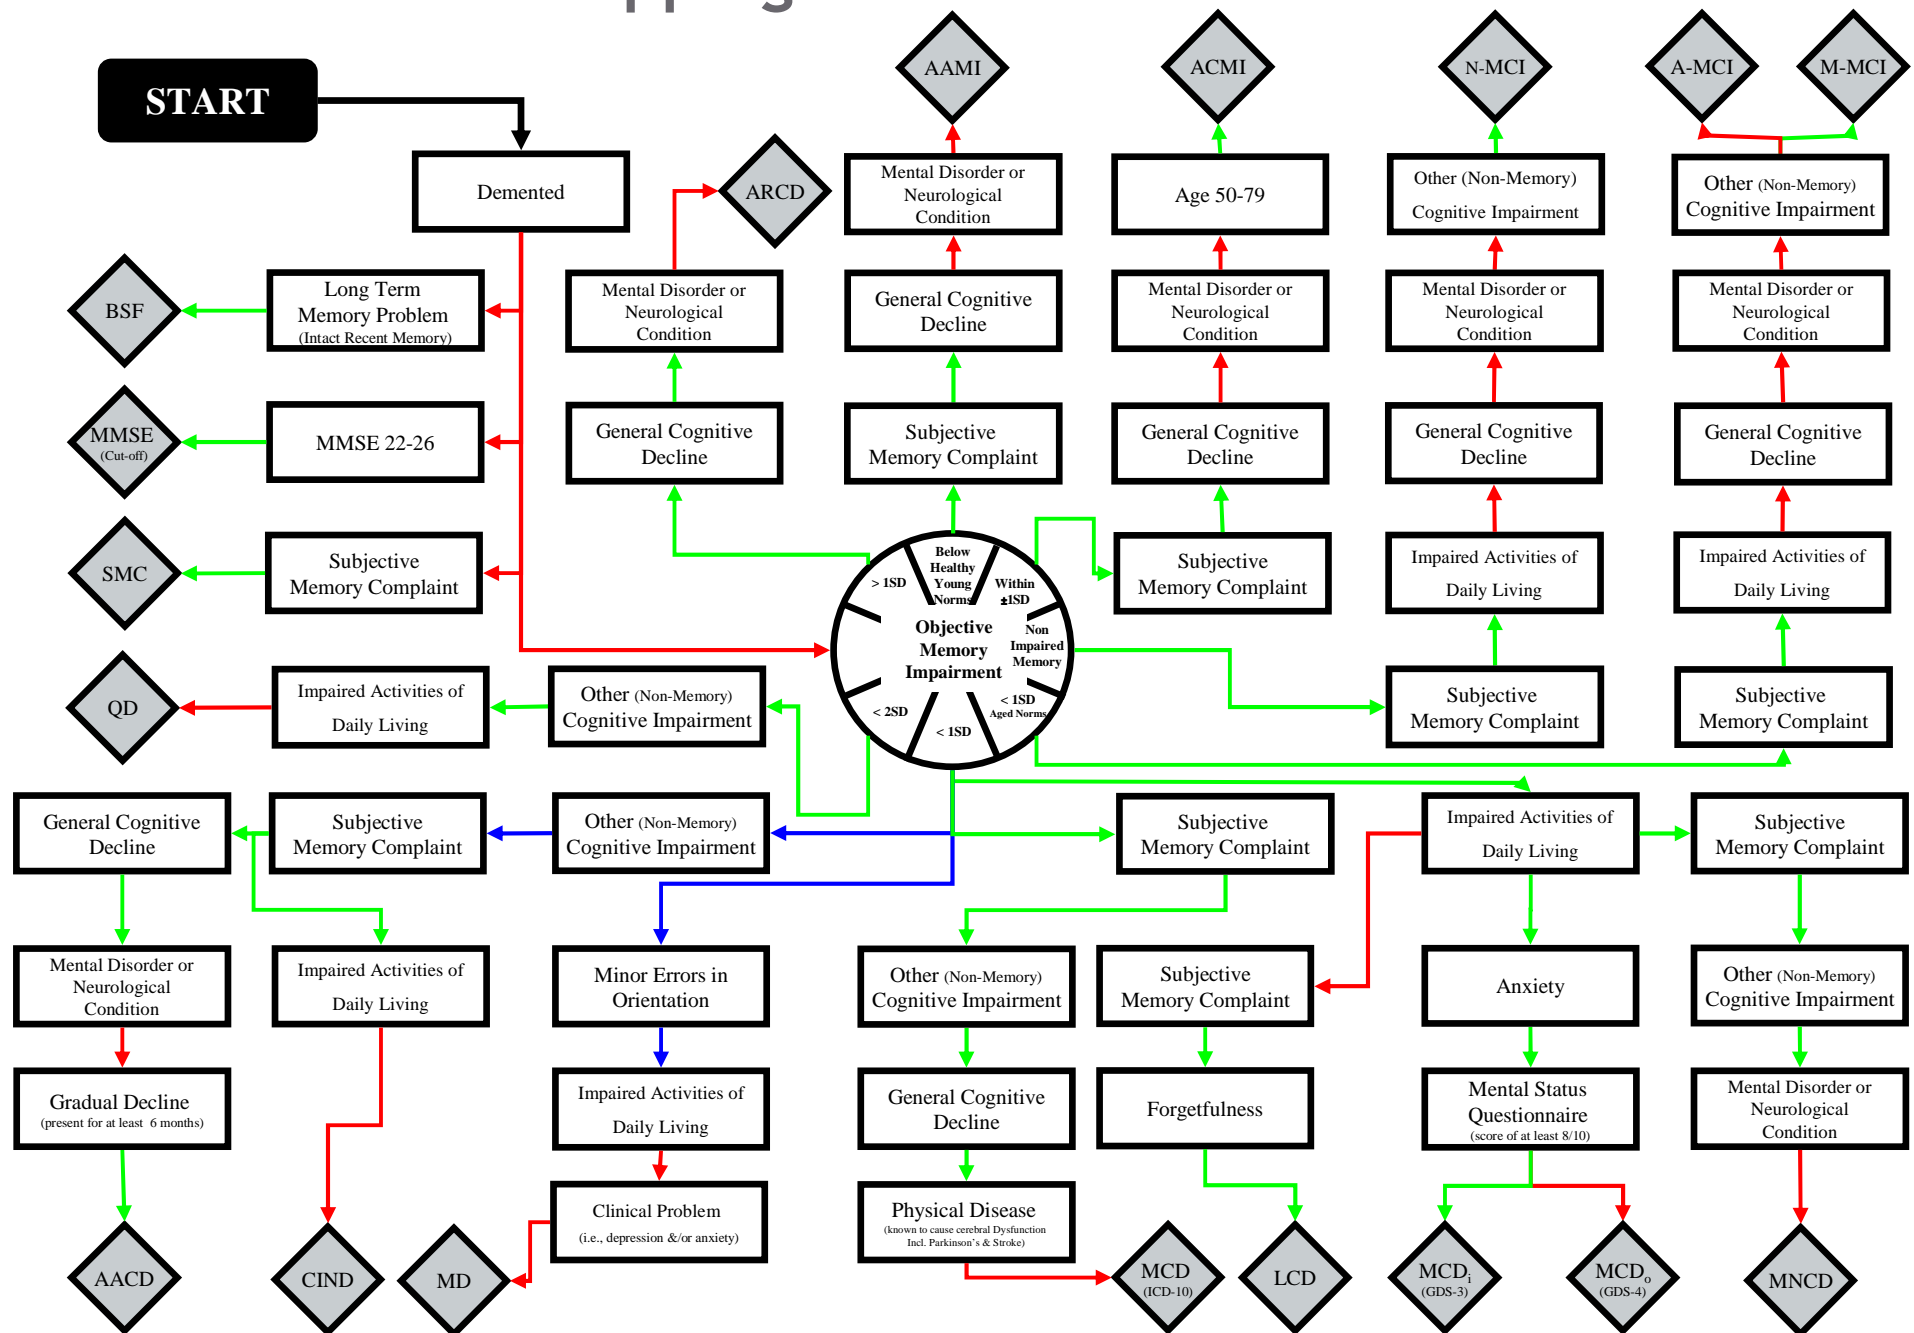 pping
START
Demented
AAMI
ACMI
N-MCI
A-MCI
M-MCI
ARCD
Mental Disorder or
Neurological
Condition
Age 50-79
Other (Non-Memory)
Cognitive Impairment
Other (Non-Memory)
Cognitive Impairment
BSF
Long Term
Memory Problem
(Intact Recent Memory)
Mental Disorder or
Neurological
Condition
General Cognitive
Decline
Mental Disorder or
Neurological
Condition
Mental Disorder or
Neurological
Condition
Mental Disorder or
Neurological
Condition
MMSE
(Cut-off)
MMSE 22-26
General Cognitive
Decline
Subjective
Memory Complaint
General Cognitive
Decline
General Cognitive
Decline
General Cognitive
Decline
SMC
Subjective
Memory Complaint
Subjective
Memory Complaint
Impaired Activities of
Daily Living
Impaired Activities of
Daily Living
> 1SD
Below
Healthy
Young
Norms
Within
±1SD
Objective
Memory
Impairment
Non
Impaired
Memory
< 2SD
< 1SD
< 1SD
Aged Norms
QD
Impaired Activities of
Daily Living
Other (Non-Memory)
Cognitive Impairment
Subjective
Memory Complaint
Subjective
Memory Complaint
General Cognitive
Decline
Subjective
Memory Complaint
Other (Non-Memory)
Cognitive Impairment
Subjective
Memory Complaint
Impaired Activities of
Daily Living
Subjective
Memory Complaint
Mental Disorder or
Neurological
Condition
Impaired Activities of
Daily Living
Minor Errors in
Orientation
Other (Non-Memory)
Cognitive Impairment
Subjective
Memory Complaint
Anxiety
Other (Non-Memory)
Cognitive Impairment
Gradual Decline
(present for at least 6 months)
Impaired Activities of
Daily Living
General Cognitive
Decline
Forgetfulness
Mental Status
Questionnaire
(score of at least 8/10)
Mental Disorder or
Neurological
Condition
Clinical Problem
(i.e., depression &/or anxiety)
Physical Disease
(known to cause cerebral Dysfunction
Incl. Parkinson's & Stroke)
AACD
CIND
MD
MCD
(ICD-10)
LCD
MCDi
(GDS-3)
MCDo
(GDS-4)
MNCD